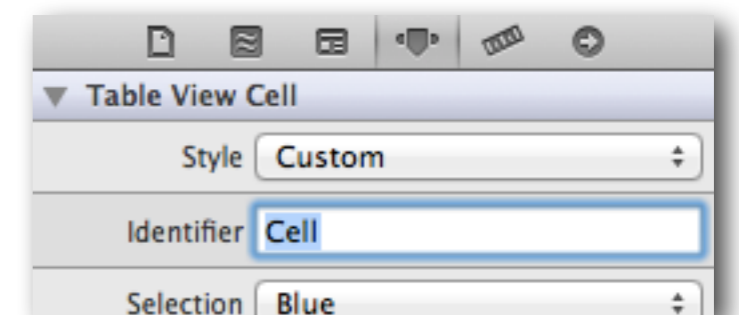 Table View Cell
Style Custom
Identifier Cell
Selection Blue